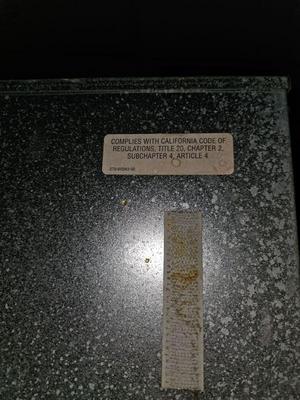 COMPLIES WITH CALIFORNIA CODE OF
REGULATIONS, TITLE 20, CHAPTER 2,
SUBCHAPTER 4, ARTICLE 4